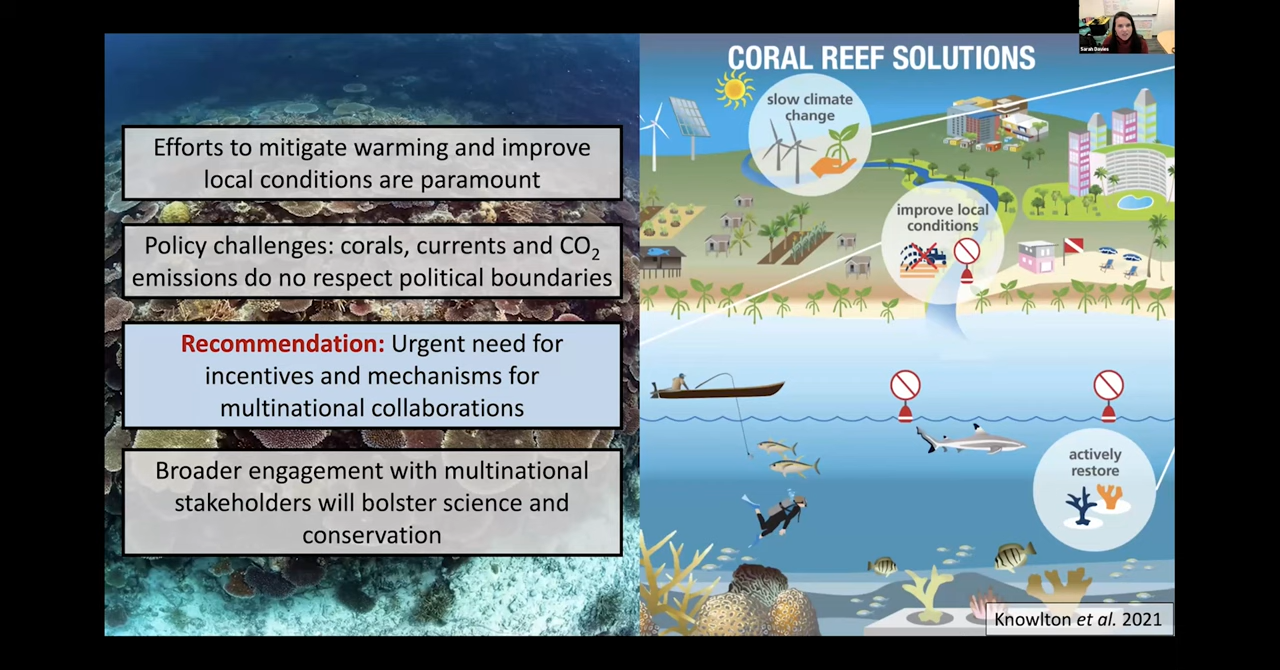 Sarah Davies
CORAL REEF SOLUTIONS
slow climate
change
Efforts to mitigate warming and improve
local conditions are paramount
improve local
conditions
Policy challenges: corals, currents and CO₂
emissions do no respect political boundaries
Recommendation: Urgent need for
incentives and mechanisms for
multinational collaborations
actively
restore
Broader engagement with multinational
stakeholders will bolster science and
conservation
Knowlton et al. 2021